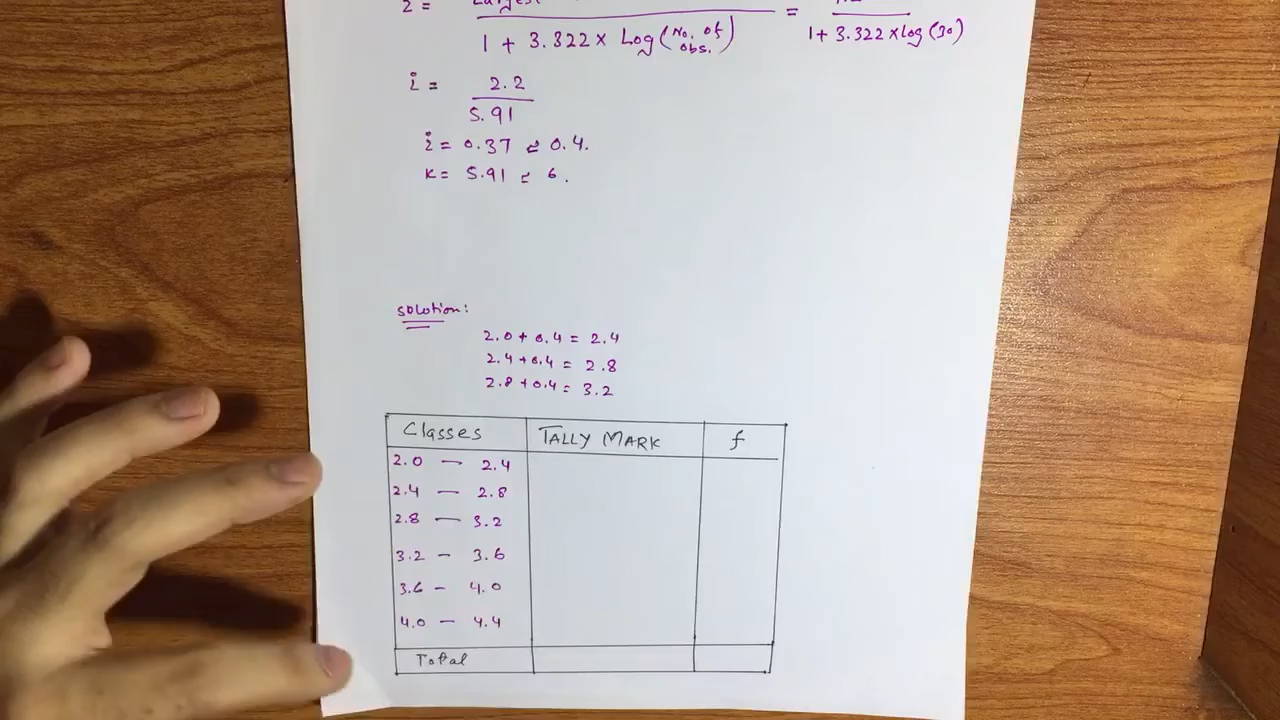 i =
1 + 3.322 x Log (No. of obs.) =
1 + 3.322 x log (30)
i = 2.2
5.91
i = 0.37 ≈ 0.4.
K = 5.91 ≈ 6.
solution:
2.0 + 0.4 = 2.4
2.4 + 0.4 = 2.8
2.8 + 0.4 = 3.2
Classes TALLY MARK f
2.0 — 2.4
2.4 — 2.8
2.8 — 3.2
3.2 — 3.6
3.6 — 4.0
4.0 — 4.4
Total